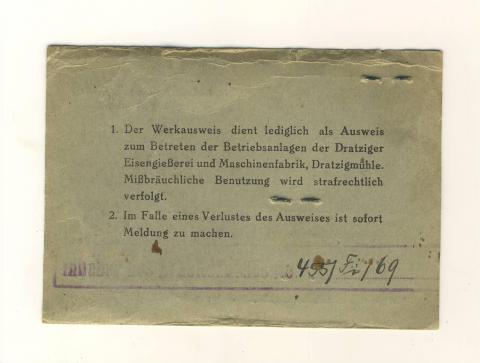 1. Der Werkausweis dient lediglich als Ausweis
zum Betreten der Betriebsanlagen der Dratziger
Eisengießerei und Maschinenfabrik, Dratzigmühle.
Mißbräuchliche Benutzung wird strafrechtlich
verfolgt.
2. Im Falle eines Verlustes des Ausweises ist sofort
Meldung zu machen.